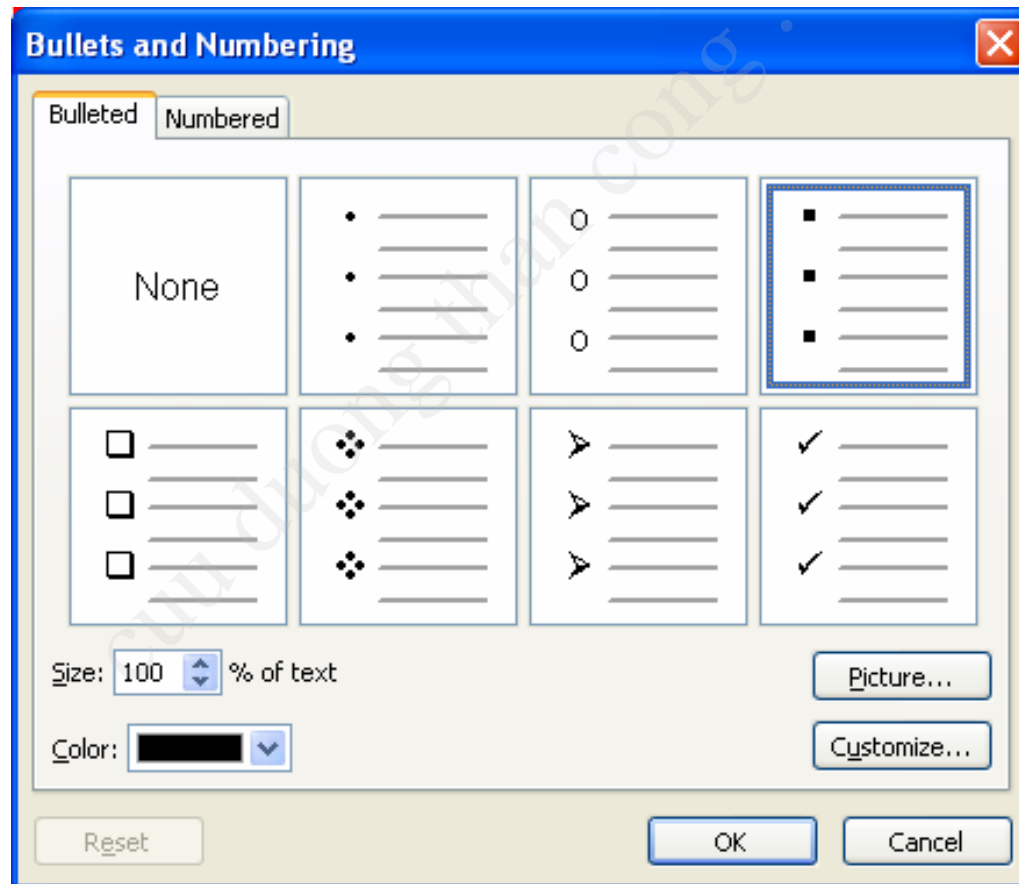 Bullets and Numbering
Bulleted Numbered
None
Size: 100 % of text
Picture...
Color:
Customize...
Reset OK Cancel
cuu duong than cong .